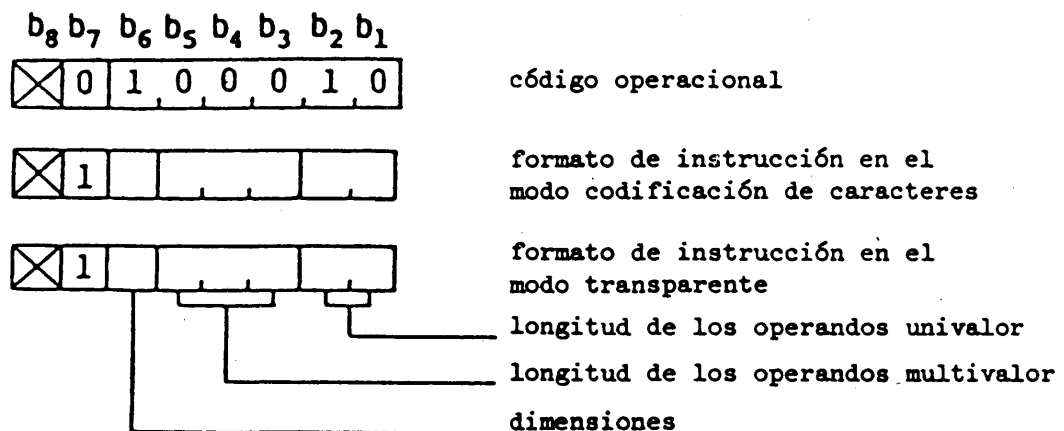 b8 b7 b6 b5 b4 b3 b2 b1
0 1 0 0 0 1 0 código operacional
1 formato de instrucción en el
modo codificación de caracteres
1 formato de instrucción en el
modo transparente
longitud de los operandos univalor
longitud de los operandos multivalor
dimensiones